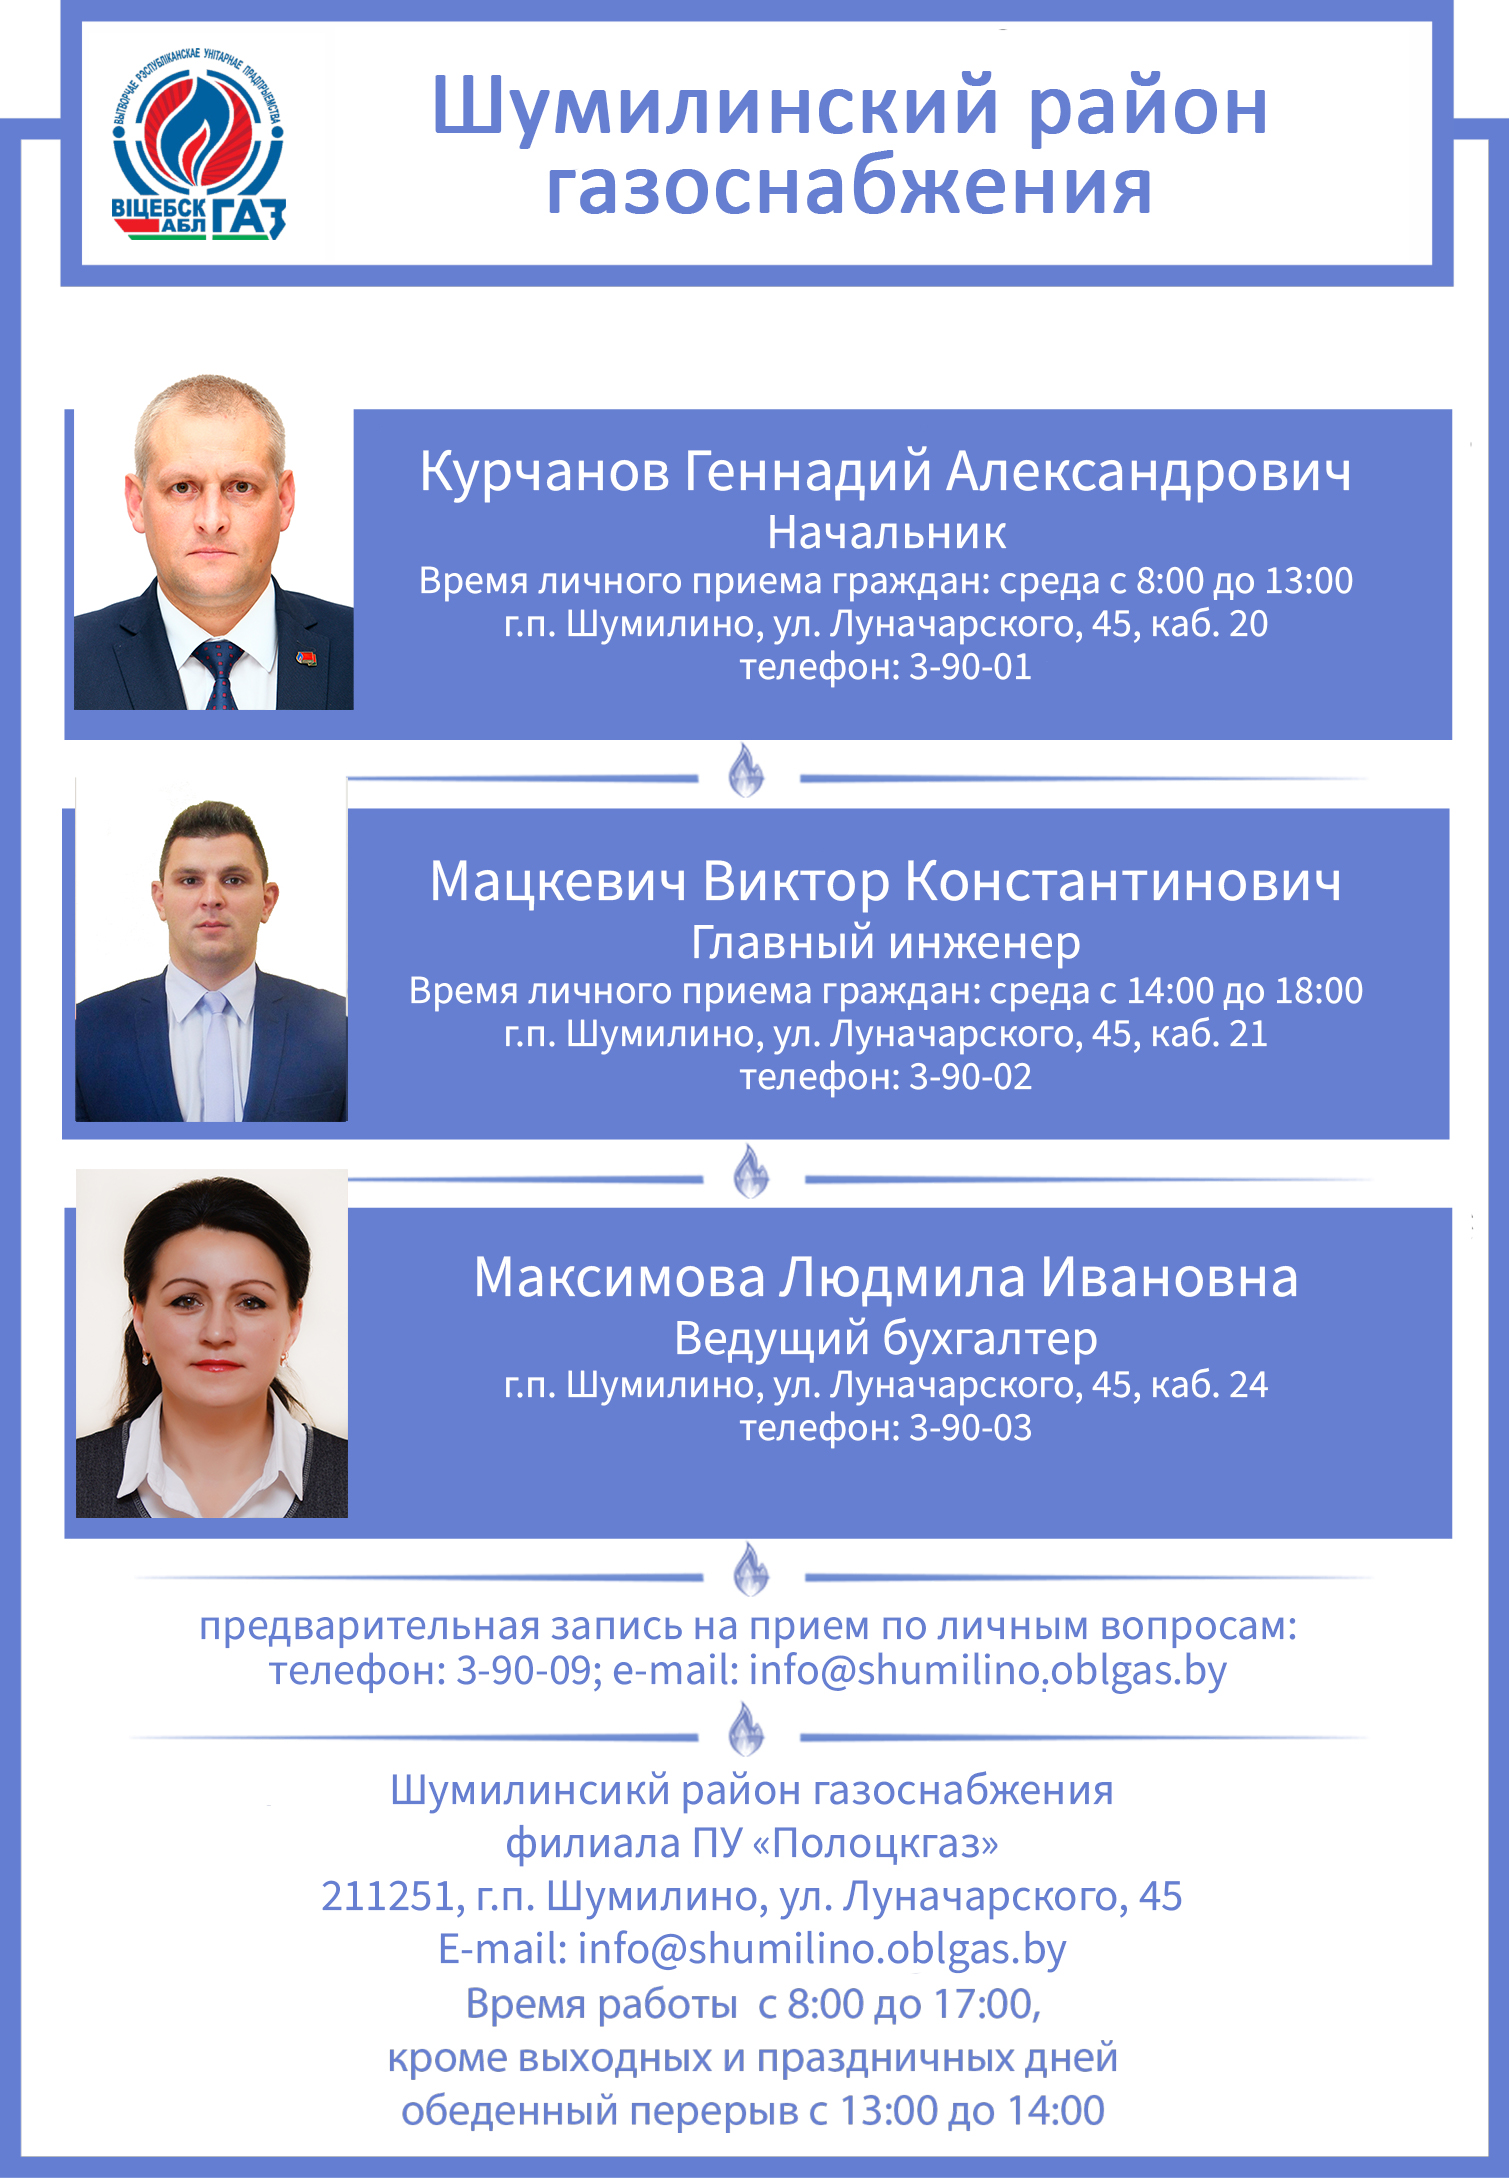 ВЫТВОРЧАЕ РЭСПУБЛІКАНСКАЕ УНІТАРНАЕ ПРАДПРЫЕМСТВА
ВІЦЕБСК
АБЛ ГАЗ
Шумилинский район
газоснабжения
Курчанов Геннадий Александрович
Начальник
Время личного приема граждан: среда с 8:00 до 13:00
г.п. Шумилино, ул. Луначарского, 45, каб. 20
телефон: 3-90-01
Мацкевич Виктор Константинович
Главный инженер
Время личного приема граждан: среда с 14:00 до 18:00
г.п. Шумилино, ул. Луначарского, 45, каб. 21
телефон: 3-90-02
Максимова Людмила Ивановна
Ведущий бухгалтер
г.п. Шумилино, ул. Луначарского, 45, каб. 24
телефон: 3-90-03
предварительная запись на прием по личным вопросам:
телефон: 3-90-09; e-mail: info@shumilino.oblgas.by
Шумилинсикй район газоснабжения
филиала ПУ «Полоцкгаз»
211251, г.п. Шумилино, ул. Луначарского, 45
E-mail: info@shumilino.oblgas.by
Время работы с 8:00 до 17:00,
кроме выходных и праздничных дней
обеденный перерыв с 13:00 до 14:00